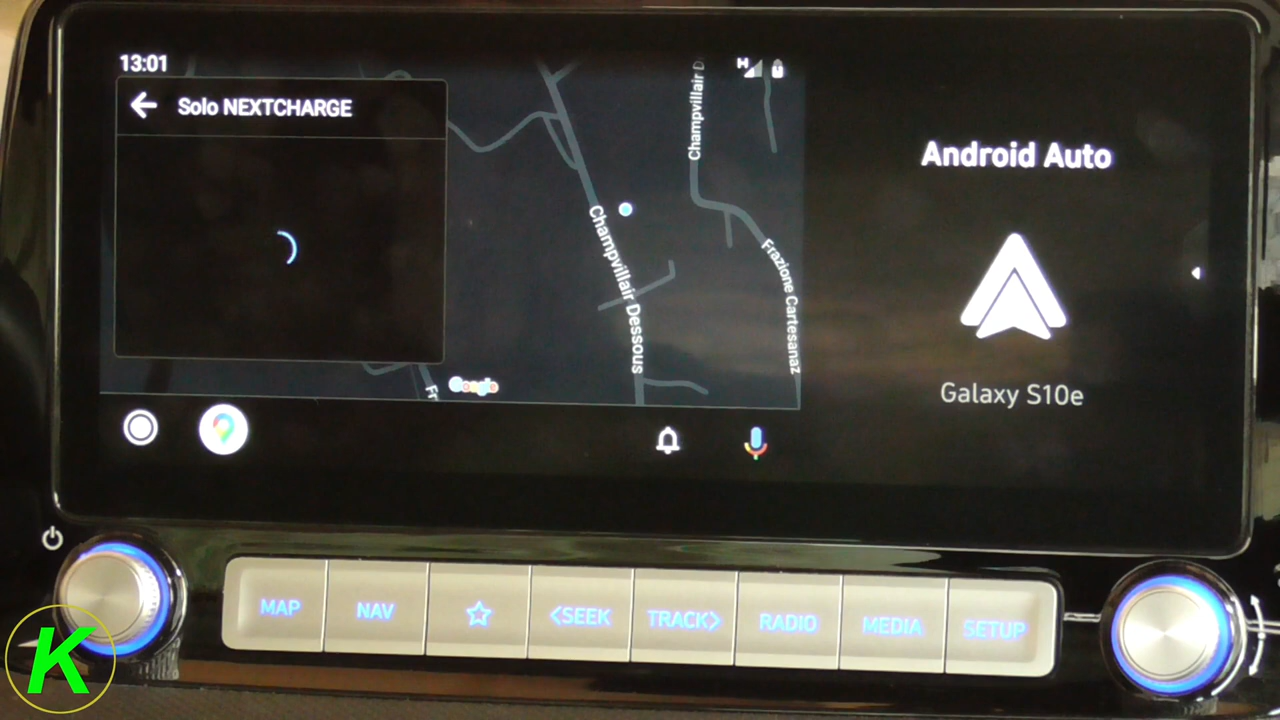 13:01
H
Solo NEXTCHARGE
Champvillair D
Champvillair Dessous
Frazione Cartesanaz
Fr
Google
Android Auto
Galaxy S10e
MAP
NAV
<SEEK
TRACK>
RADIO
MEDIA
SETUP
K